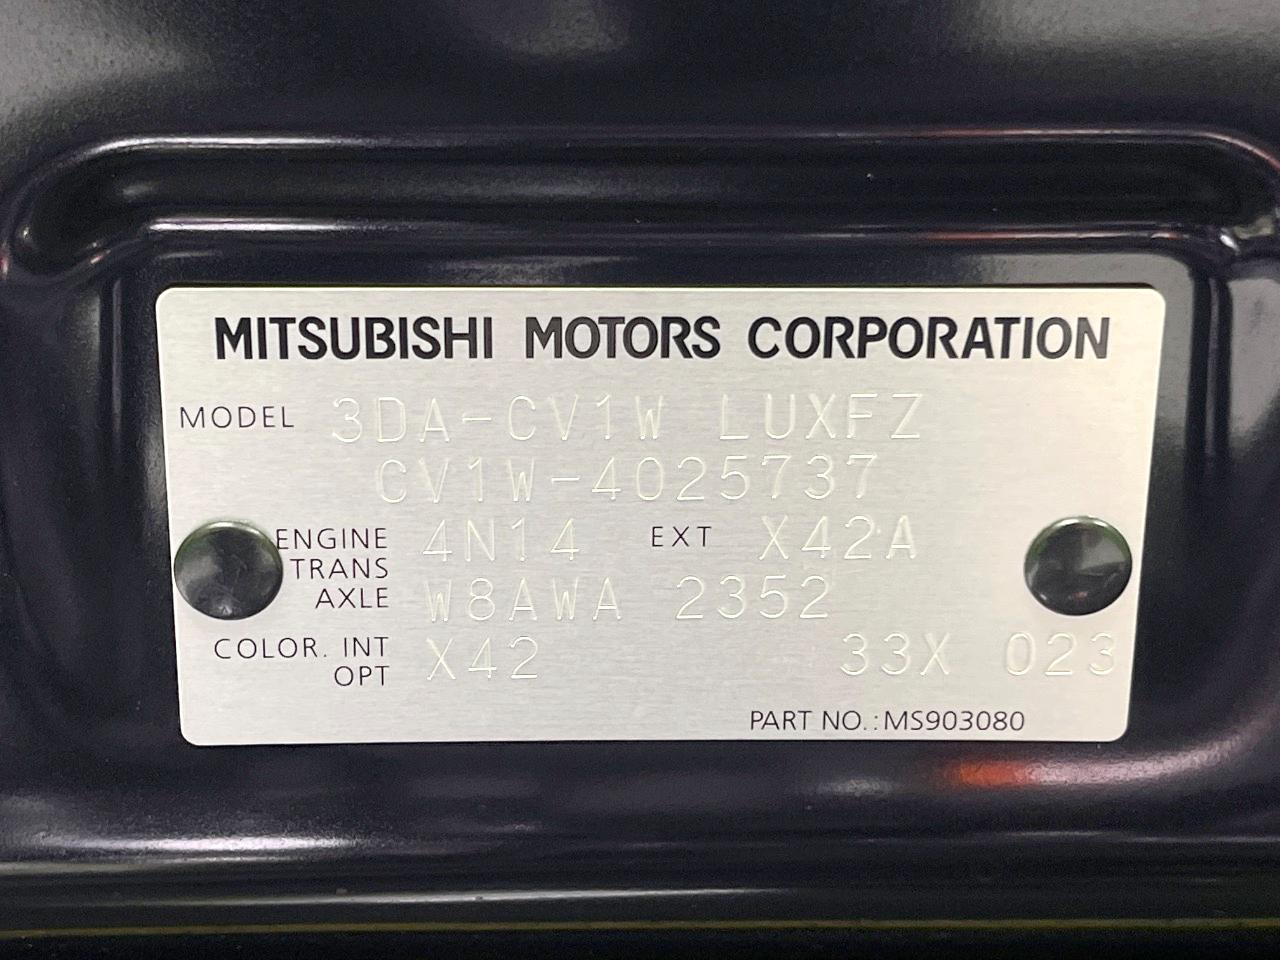 MITSUBISHI MOTORS CORPORATION
MODEL 3DA-CV1W LUXFZ
CV1W-4025737
ENGINE 4N14 EXT X42A
TRANS
AXLE W8AWA 2352
COLOR. INT X42 33X 023
OPT
PART NO.: MS903080